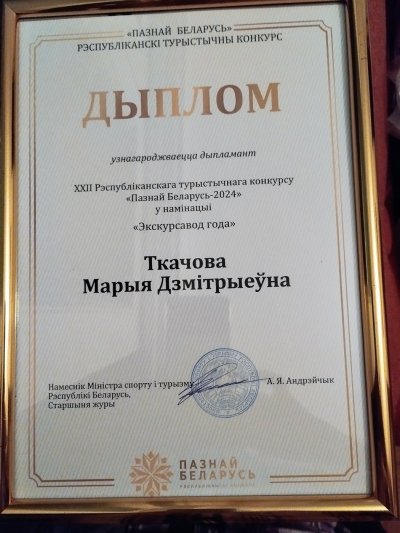 «ПАЗНАЙ БЕЛАРУСЬ»
РЭСПУБЛІКАНСКІ ТУРЫСТЫЧНЫ КОНКУРС
ДЫПЛОМ
узнагароджваецца дыпламант
XXII Рэспубліканскага турыстычнага конкурсу
«Пазнай Беларусь-2024»
у намінацыі
«Экскурсавод года»
Ткачова
Марыя Дзмітрыеўна
Намеснік Міністра спорту і турызму
Рэспублікі Беларусь,
Старшыня журы
А. Я. Андрэйчык
ПАЗНАЙ
БЕЛАРУСЬ